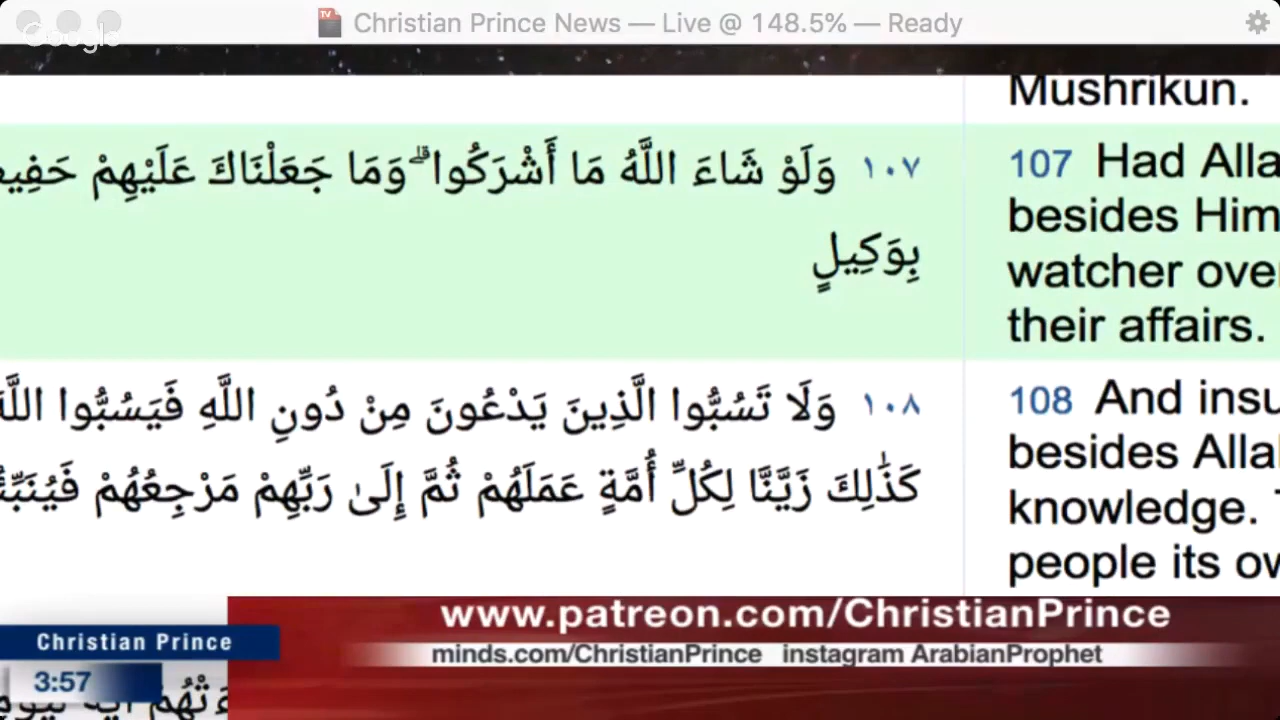 Christian Prince News — Live @ 148.5% — Ready
Google
Mushrikun.
١٠٧ وَلَوْ شَاءَ اللَّهُ مَا أَشْرَكُوا ۗ وَمَا جَعَلْنَاكَ عَلَيْهِمْ
بِوَكِيلٍ
107 Had
besides Him
watcher
their affairs.
١٠٨ وَلَا تَسُبُّوا الَّذِينَ يَدْعُونَ مِنْ دُونِ اللَّهِ فَيَسُبُّوا
كَذَٰلِكَ زَيَّنَّا لِكُلِّ أُمَّةٍ عَمَلَهُمْ ثُمَّ إِلَىٰ رَبِّهِمْ مَرْجِعُهُمْ
108 And
besides
knowledge.
people its
www.patreon.com/ChristianPrince
minds.com/ChristianPrince instagram ArabianProphet
Christian Prince
3:57